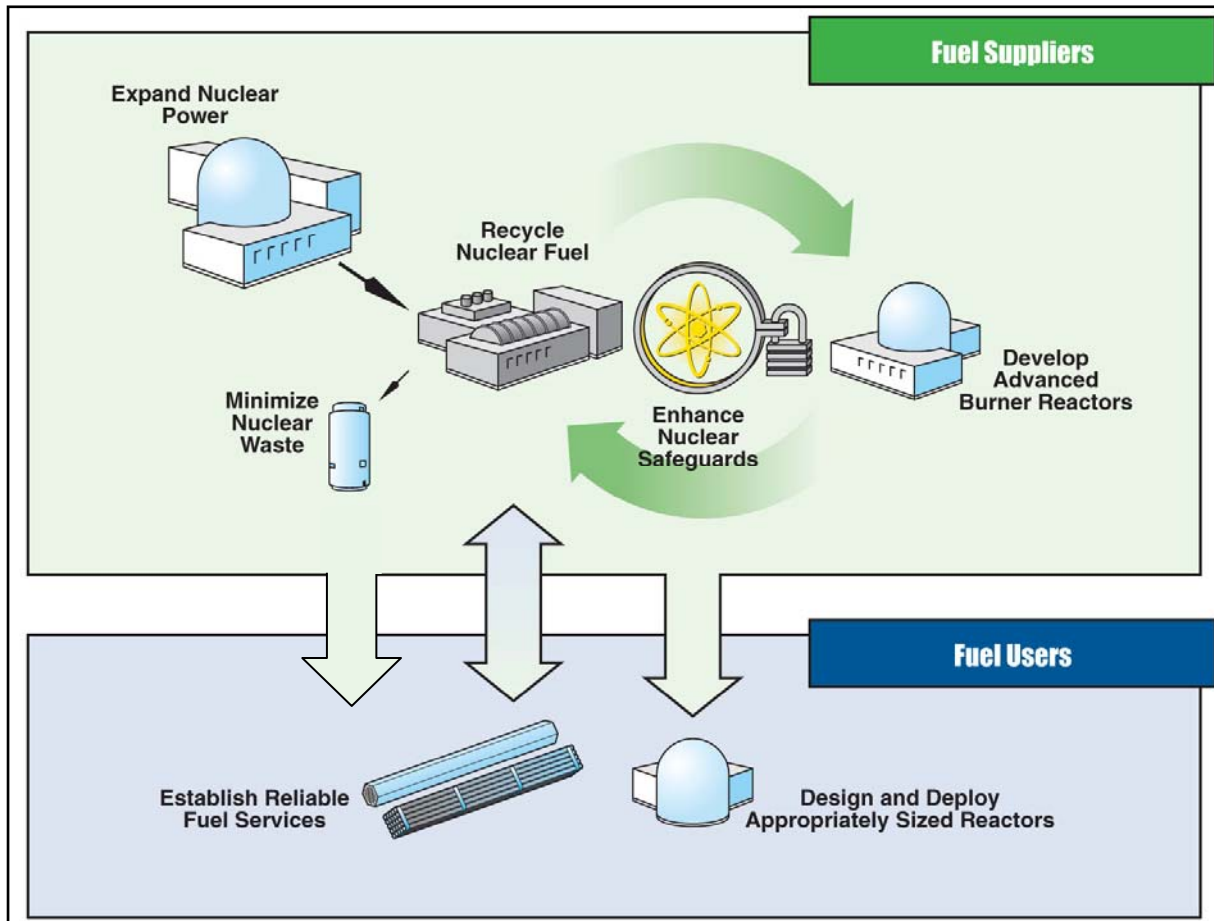 Fuel Suppliers
Expand Nuclear
Power
Recycle
Nuclear Fuel
Develop
Advanced
Burner Reactors
Minimize
Nuclear
Waste
Enhance
Nuclear
Safeguards
Fuel Users
Establish Reliable
Fuel Services
Design and Deploy
Appropriately Sized Reactors